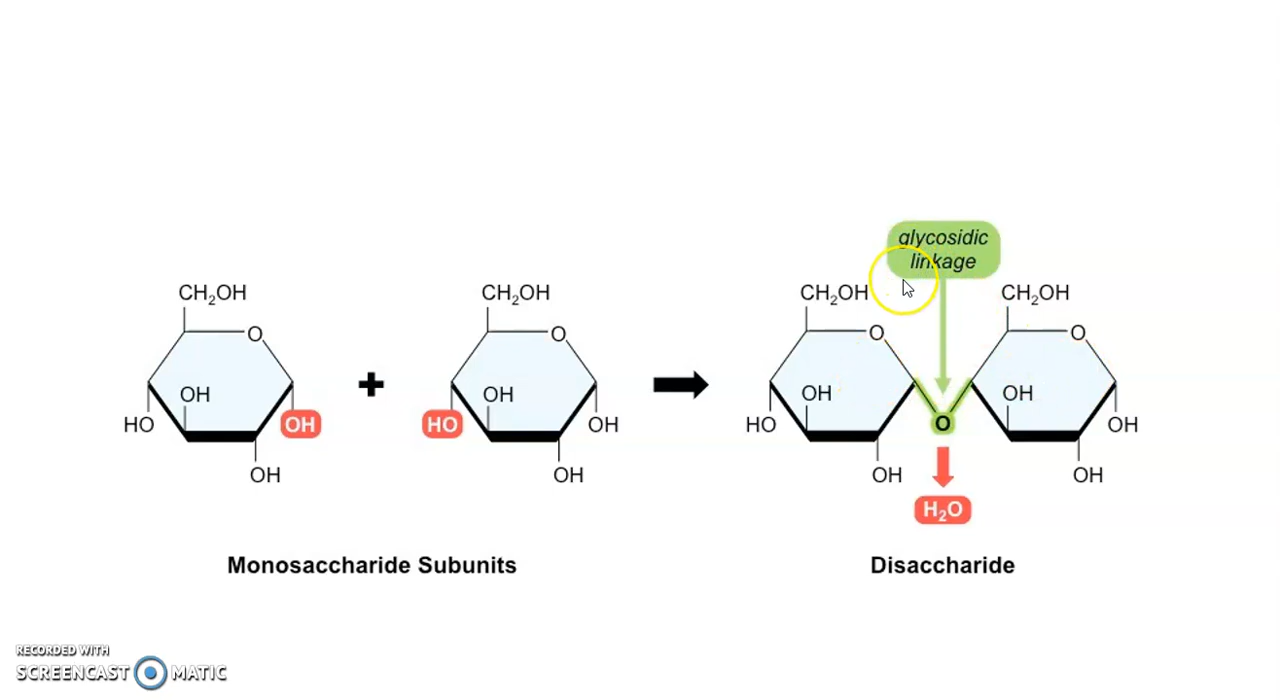 glycosidic
linkage
CH₂OH
O
OH
HO
OH
OH
CH₂OH
O
OH
HO
OH
OH
CH₂OH
O
OH
HO
OH
O
CH₂OH
O
OH
OH
OH
H₂O
Monosaccharide Subunits
Disaccharide
RECORDED WITH
SCREENCAST MATIC